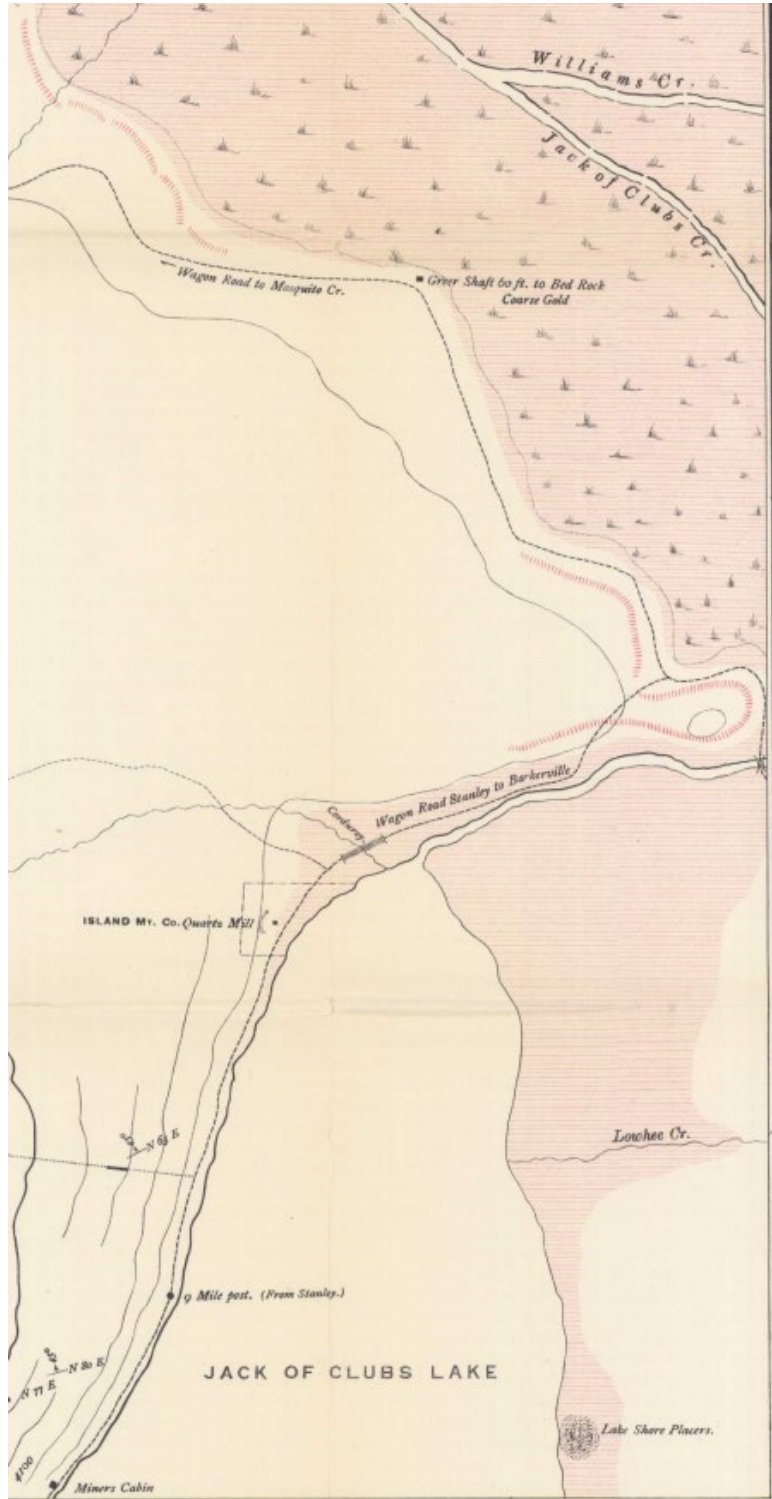 Williams Cr.
Jack of Clubs Cr.
Wagon Road to Mosquito Cr.
Greer Shaft 60 ft. to Bed Rock
Coarse Gold
Wagon Road Stanley to Barkerville
Corduroy
ISLAND MT. CO. Quartz Mill
N 65 E
Lowhee Cr.
9 Mile post. (From Stanley.)
N 80 E
N 77 E
JACK OF CLUBS LAKE
Lake Shore Placers.
4100
Miners Cabin